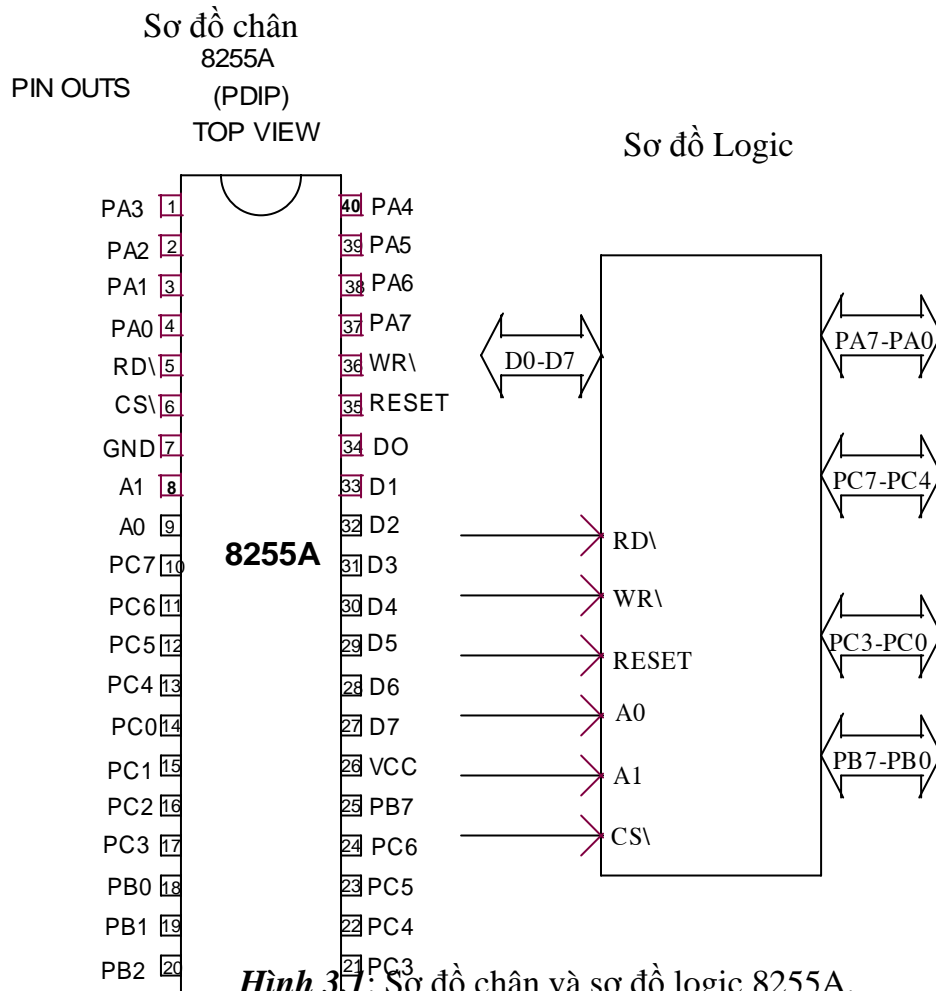 Sơ đồ chân
8255A
PIN OUTS
(PDIP)
TOP VIEW
Sơ đồ Logic
PA3 1 40 PA4
PA2 2 39 PA5
PA1 3 38 PA6
PA0 4 37 PA7
RD\ 5 36 WR\
CS\ 6 35 RESET
GND 7 34 DO
A1 8 33 D1
A0 9 32 D2
PC7 10 31 D3
PC6 11 30 D4
PC5 12 29 D5
PC4 13 28 D6
PC0 14 27 D7
PC1 15 26 VCC
PC2 16 25 PB7
PC3 17 24 PC6
PB0 18 23 PC5
PB1 19 22 PC4
PB2 20 21 PC3
8255A
D0-D7
PA7-PA0
PC7-PC4
RD\
WR\
PC3-PC0
RESET
A0
PB7-PB0
A1
CS\
Hình 3.1: Sơ đồ chân và sơ đồ logic 8255A.